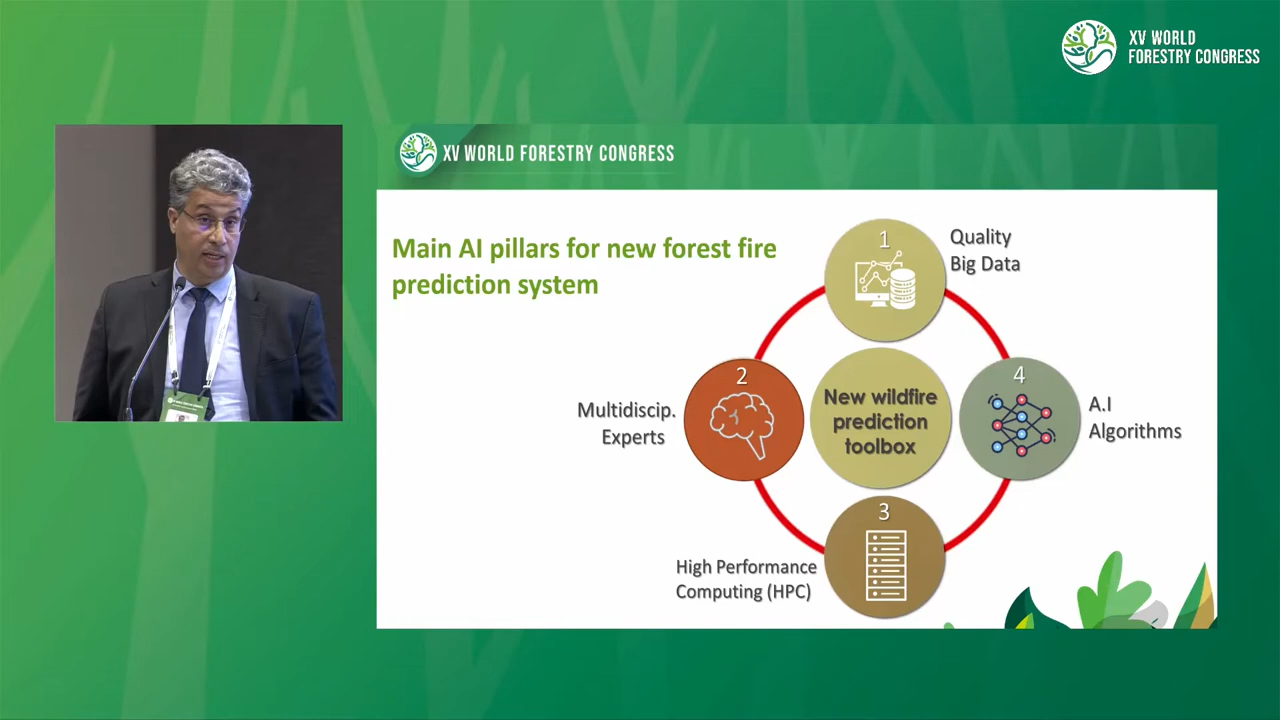 XV WORLD
FORESTRY CONGRESS
XV WORLD FORESTRY CONGRESS
Main AI pillars for new forest fire
prediction system
1
Quality
Big Data
2
Multidiscip.
Experts
New wildfire
prediction
toolbox
4
A.I
Algorithms
3
High Performance
Computing (HPC)